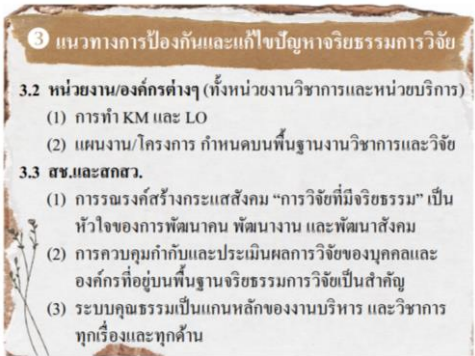 3 แนวทางการป้องกันและแก้ไขปัญหาจริยธรรมการวิจัย
3.2 หน่วยงาน/องค์กรต่างๆ (ทั้งหน่วยงานวิชาการและหน่วยบริการ)
(1) การทำ KM และ LO
(2) แผนงาน/โครงการ กำหนดบนพื้นฐานงานวิชาการและวิจัย
3.3 สช.และสกสว.
(1) การรณรงค์สร้างกระแสสังคม “การวิจัยที่มีจริยธรรม” เป็น
หัวใจของการพัฒนาคน พัฒนางาน และพัฒนาสังคม
(2) การควบคุมกำกับและประเมินผลการวิจัยของบุคคลและ
องค์กรที่อยู่บนพื้นฐานจริยธรรมการวิจัยเป็นสำคัญ
(3) ระบบคุณธรรมเป็นแกนหลักของงานบริหาร และวิชาการ
ทุกเรื่องและทุกด้าน